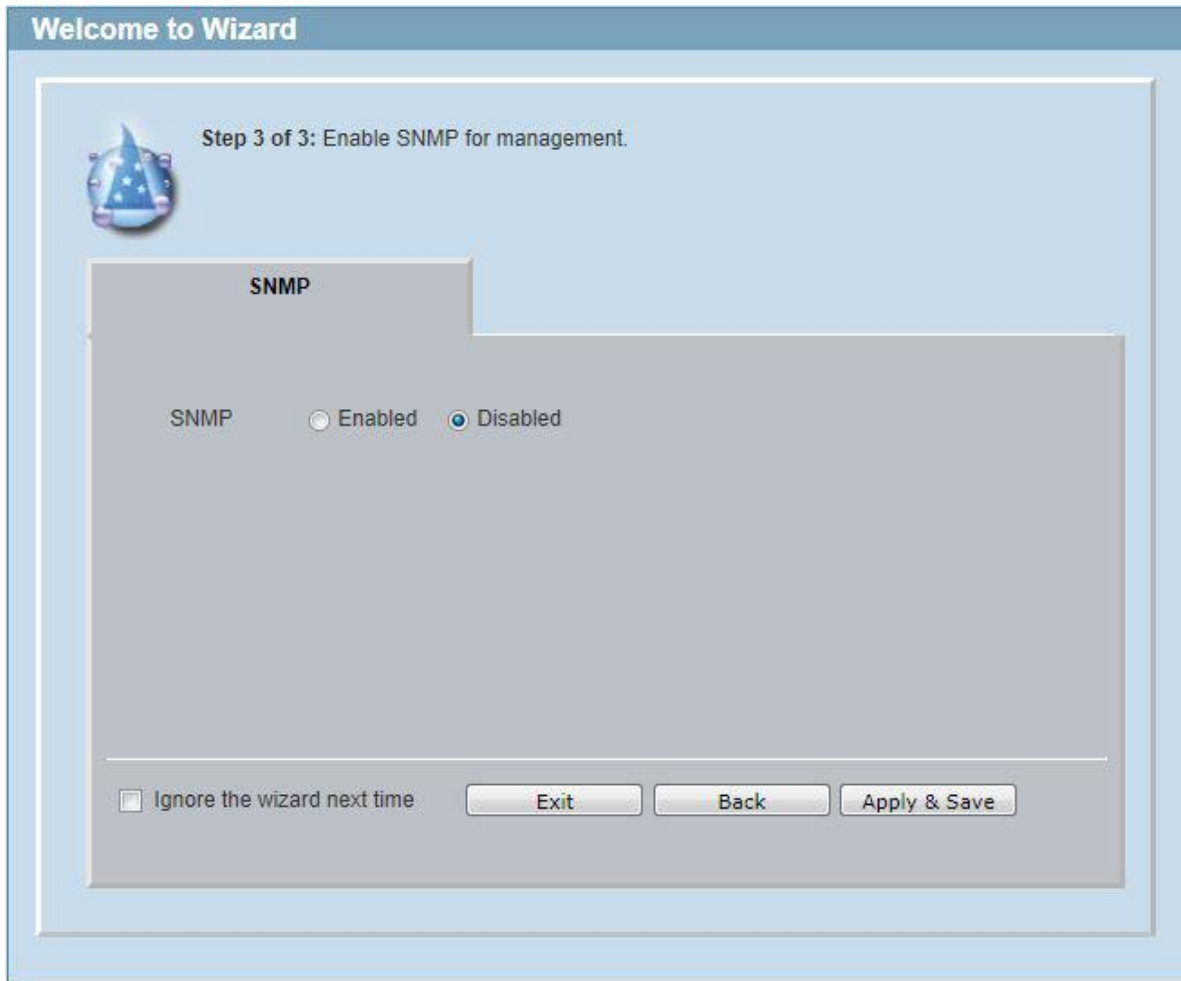 Welcome to Wizard
Step 3 of 3: Enable SNMP for management.
SNMP
SNMP Enabled Disabled
Ignore the wizard next time Exit Back Apply & Save